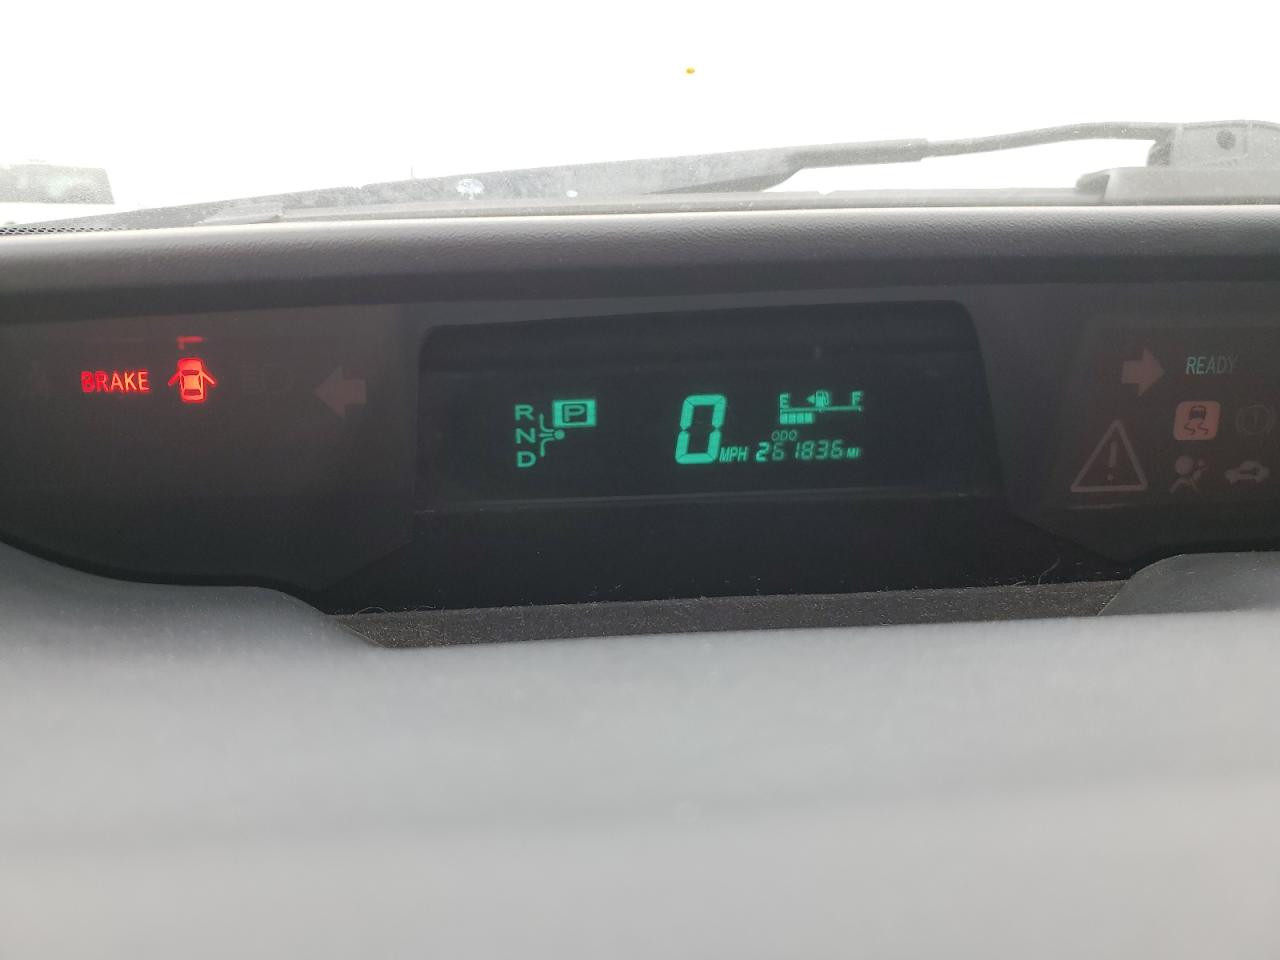 BRAKE
READY
R P
N
D
0 MPH
E F
ODO
261836 MI